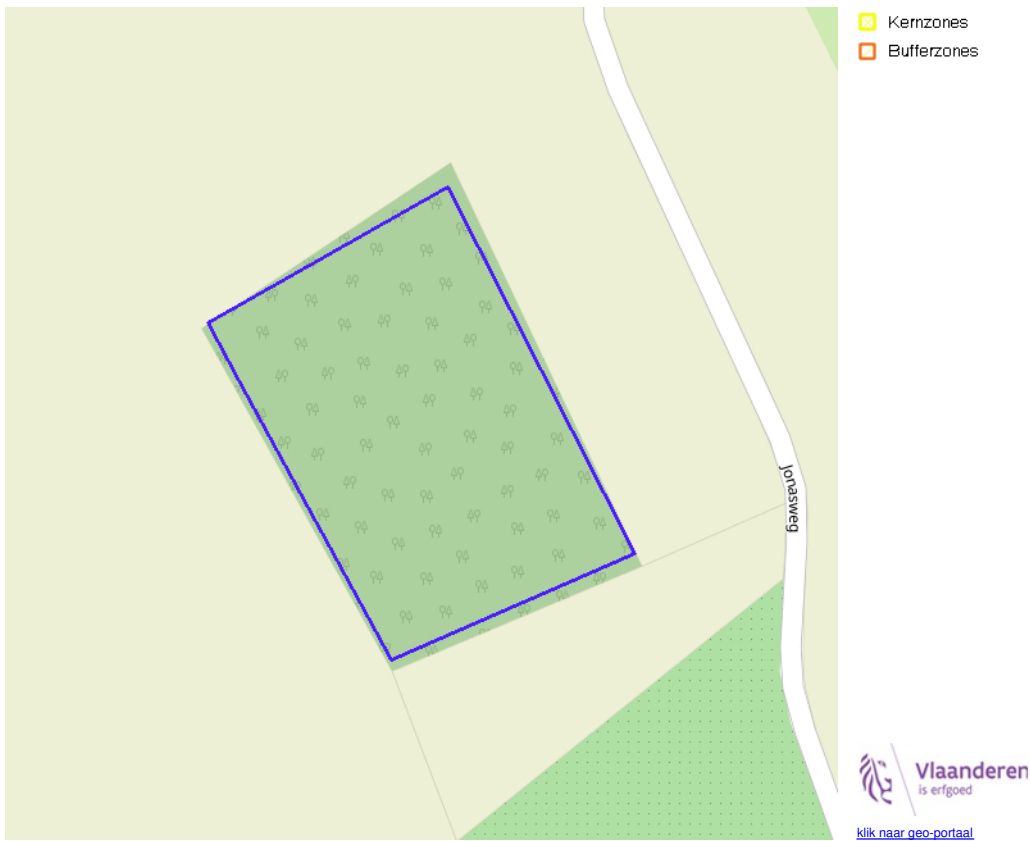 Kernzones
Bufferzones
Jonasweg
Vlaanderen
is erfgoed
klik naar geo-portaal